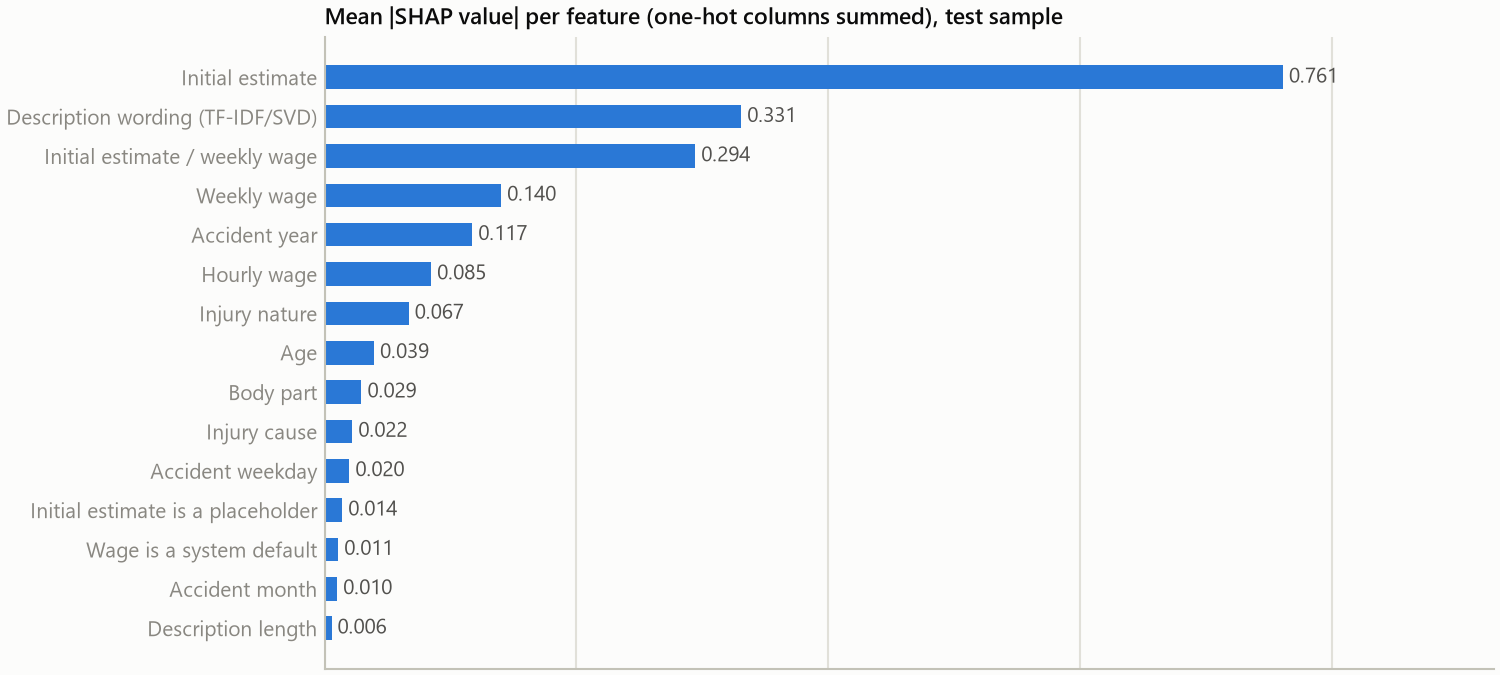 Mean |SHAP value| per feature (one-hot columns summed), test sample
Initial estimate 0.761
Description wording (TF-IDF/SVD) 0.331
Initial estimate / weekly wage 0.294
Weekly wage 0.140
Accident year 0.117
Hourly wage 0.085
Injury nature 0.067
Age 0.039
Body part 0.029
Injury cause 0.022
Accident weekday 0.020
Initial estimate is a placeholder 0.014
Wage is a system default 0.011
Accident month 0.010
Description length 0.006